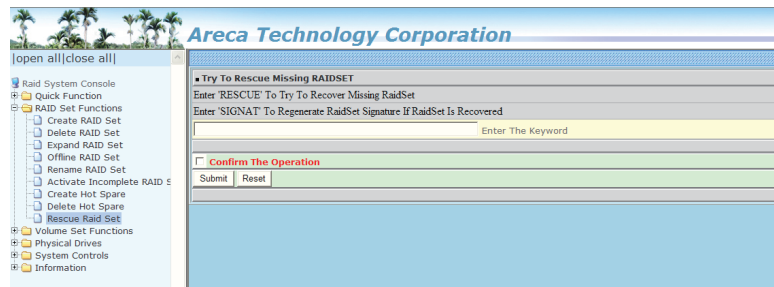 Areca Technology Corporation
|open all|close all|
Raid System Console
Quick Function
RAID Set Functions
Create RAID Set
Delete RAID Set
Expand RAID Set
Offline RAID Set
Rename RAID Set
Activate Incomplete RAID S
Create Hot Spare
Delete Hot Spare
Rescue Raid Set
Volume Set Functions
Physical Drives
System Controls
Information
Try To Rescue Missing RAIDSET
Enter 'RESCUE' To Try To Recover Missing RaidSet
Enter 'SIGNAT' To Regenerate RaidSet Signature If RaidSet Is Recovered
Enter The Keyword
Confirm The Operation
Submit Reset